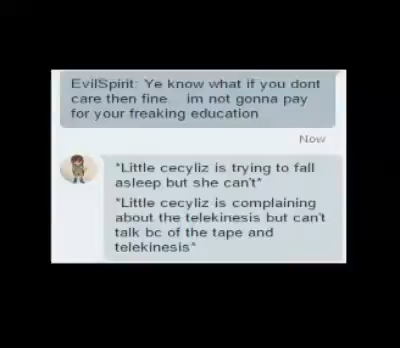 EvilSpirit: Ye know what if you dont
care then fine im not gonna pay
for your freaking education
Now
*Little cecyliz is trying to fall
asleep but she can't*
*Little cecyliz is complaining
about the telekinesis but can't
talk bc of the tape and
telekinesis*